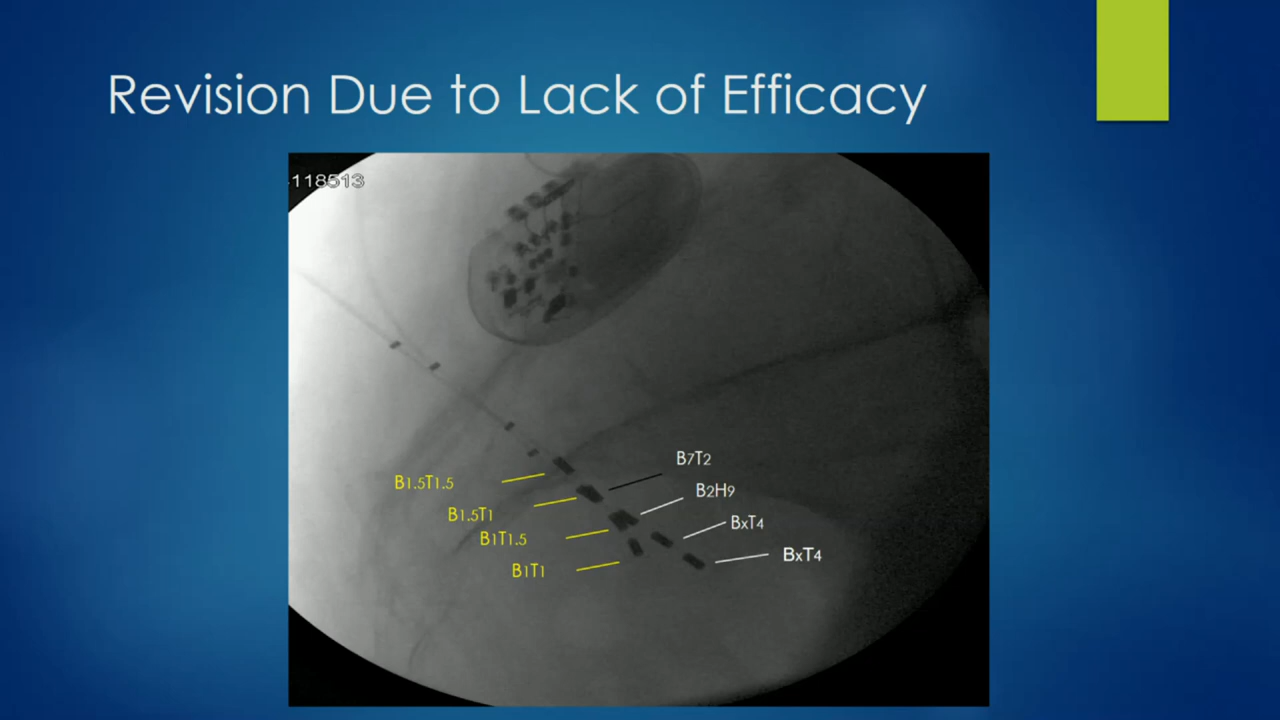 Revision Due to Lack of Efficacy
118513
B7T2
B1.5T1.5
B2H9
B1.5T1
BxT4
B1T1.5
BxT4
B1T1